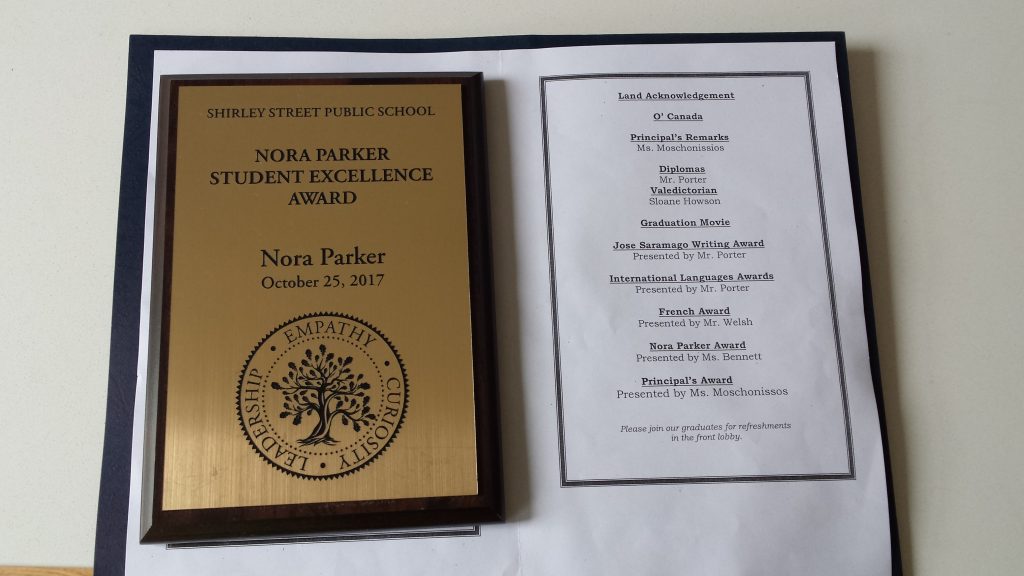 SHIRLEY STREET PUBLIC SCHOOL
NORA PARKER
STUDENT EXCELLENCE
AWARD
Nora Parker
October 25, 2017
LEADERSHIP • EMPATHY • CURIOSITY •
Land Acknowledgement
O' Canada
Principal's Remarks
Ms. Moschonissios
Diplomas
Mr. Porter
Valedictorian
Sloane Howson
Graduation Movie
Jose Saramago Writing Award
Presented by Mr. Porter
International Languages Awards
Presented by Mr. Porter
French Award
Presented by Mr. Welsh
Nora Parker Award
Presented by Ms. Bennett
Principal's Award
Presented by Ms. Moschonissos
Please join our graduates for refreshments
in the front lobby.